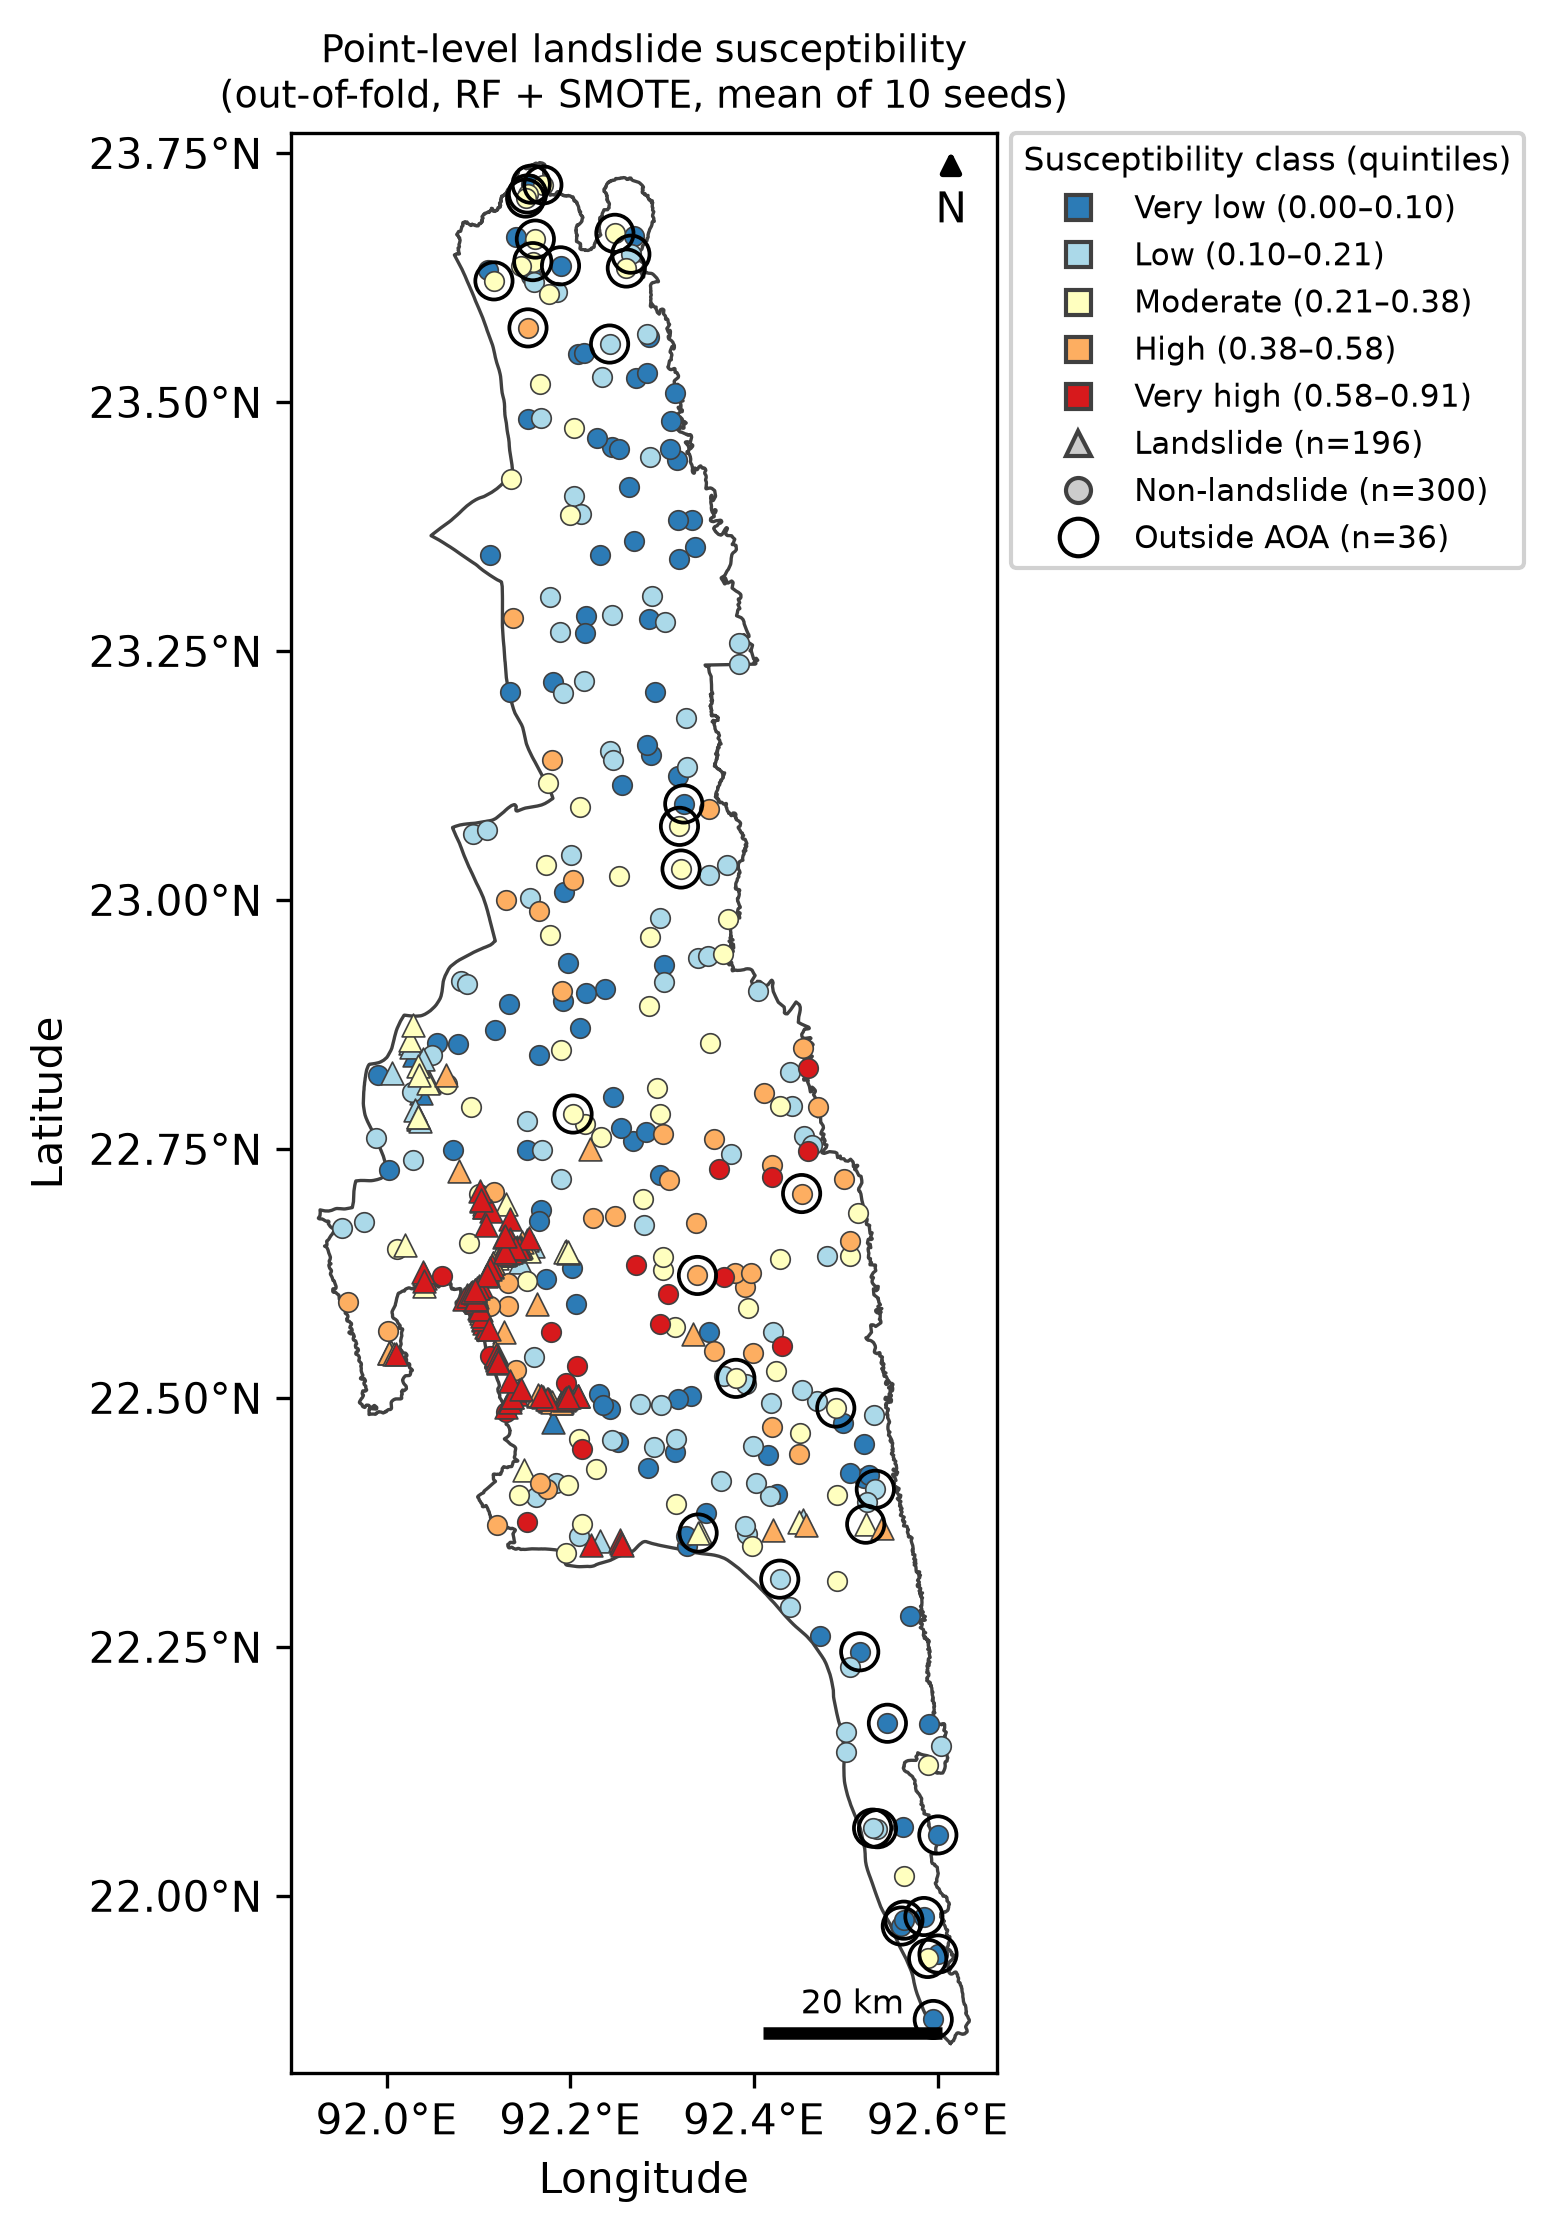 Point-level landslide susceptibility
(out-of-fold, RF + SMOTE, mean of 10 seeds)
23.75°N
23.50°N
23.25°N
23.00°N
22.75°N
22.50°N
22.25°N
22.00°N
Latitude
N
Susceptibility class (quintiles)
Very low (0.00–0.10)
Low (0.10–0.21)
Moderate (0.21–0.38)
High (0.38–0.58)
Very high (0.58–0.91)
Landslide (n=196)
Non-landslide (n=300)
Outside AOA (n=36)
20 km
92.0°E
92.2°E
92.4°E
92.6°E
Longitude